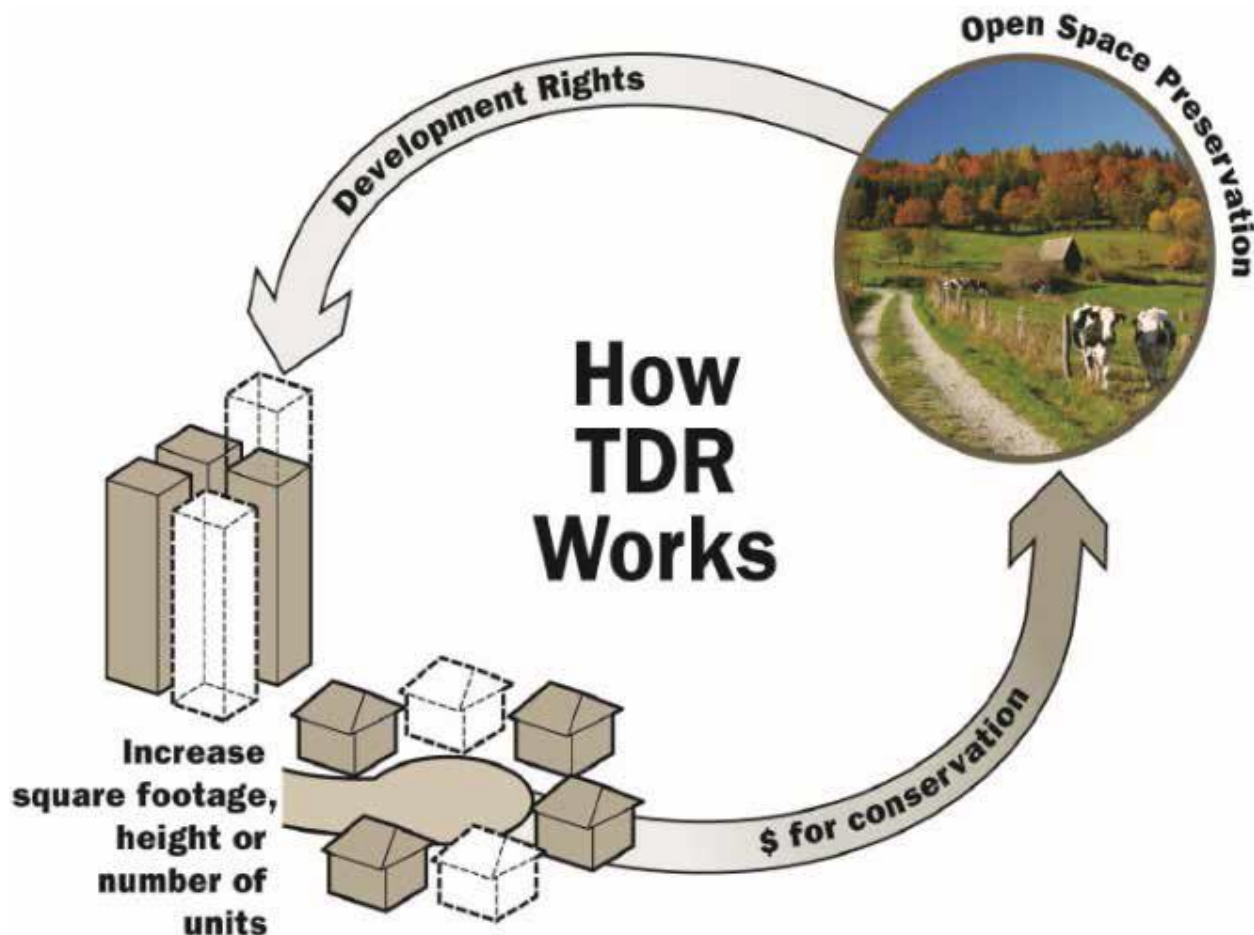 Open Space Preservation
Development Rights
How
TDR
Works
Increase
square footage,
height or
number of
units
$ for conservation